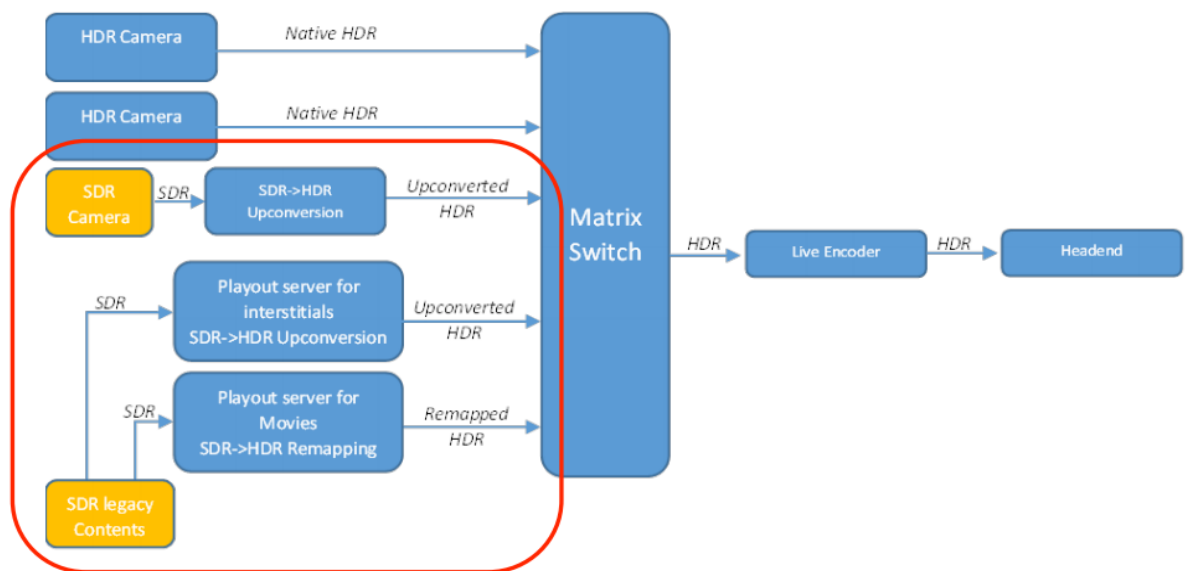 HDR Camera
Native HDR
HDR Camera
Native HDR
SDR
Camera
SDR
SDR->HDR
Upconversion
Upconverted
HDR
Matrix
Switch
HDR
Live Encoder
HDR
Headend
SDR
Playout server for
interstitials
SDR->HDR Upconversion
Upconverted
HDR
SDR
Playout server for
Movies
SDR->HDR Remapping
Remapped
HDR
SDR legacy
Contents